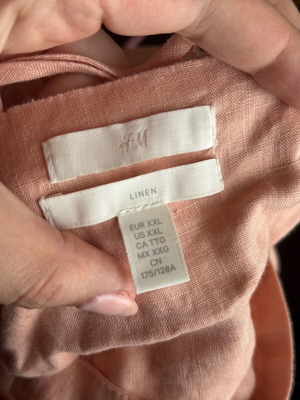 H&M
LINEN
EUR XXL
US XXL
CA TTG
MX XXG
CN
175/128A